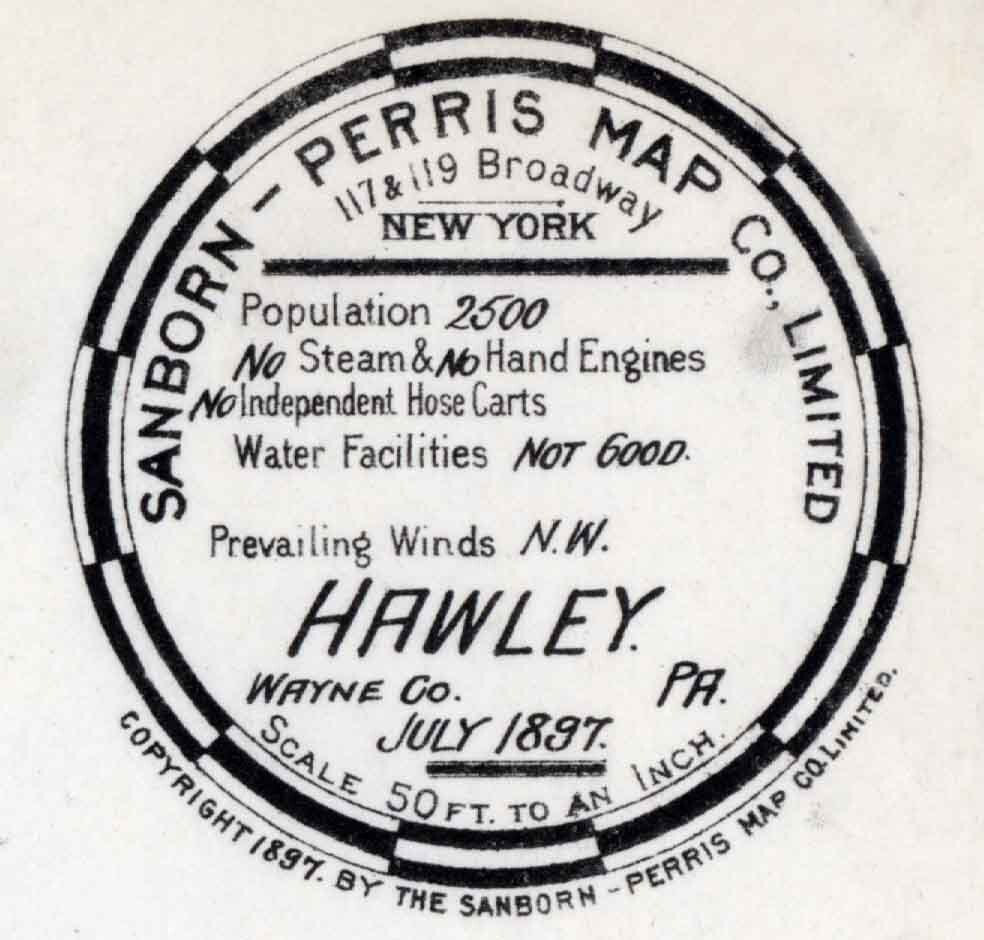 SANBORN - PERRIS MAP CO., LIMITED
117 & 119 Broadway
NEW YORK
Population 2500
No Steam & No Hand Engines
No Independent Hose Carts
Water Facilities NOT GOOD.
Prevailing Winds N.W.
HAWLEY.
WAYNE CO. PA.
JULY 1897.
SCALE 50 FT. TO AN INCH.
COPYRIGHT 1897. BY THE SANBORN - PERRIS MAP CO. LIMITED.